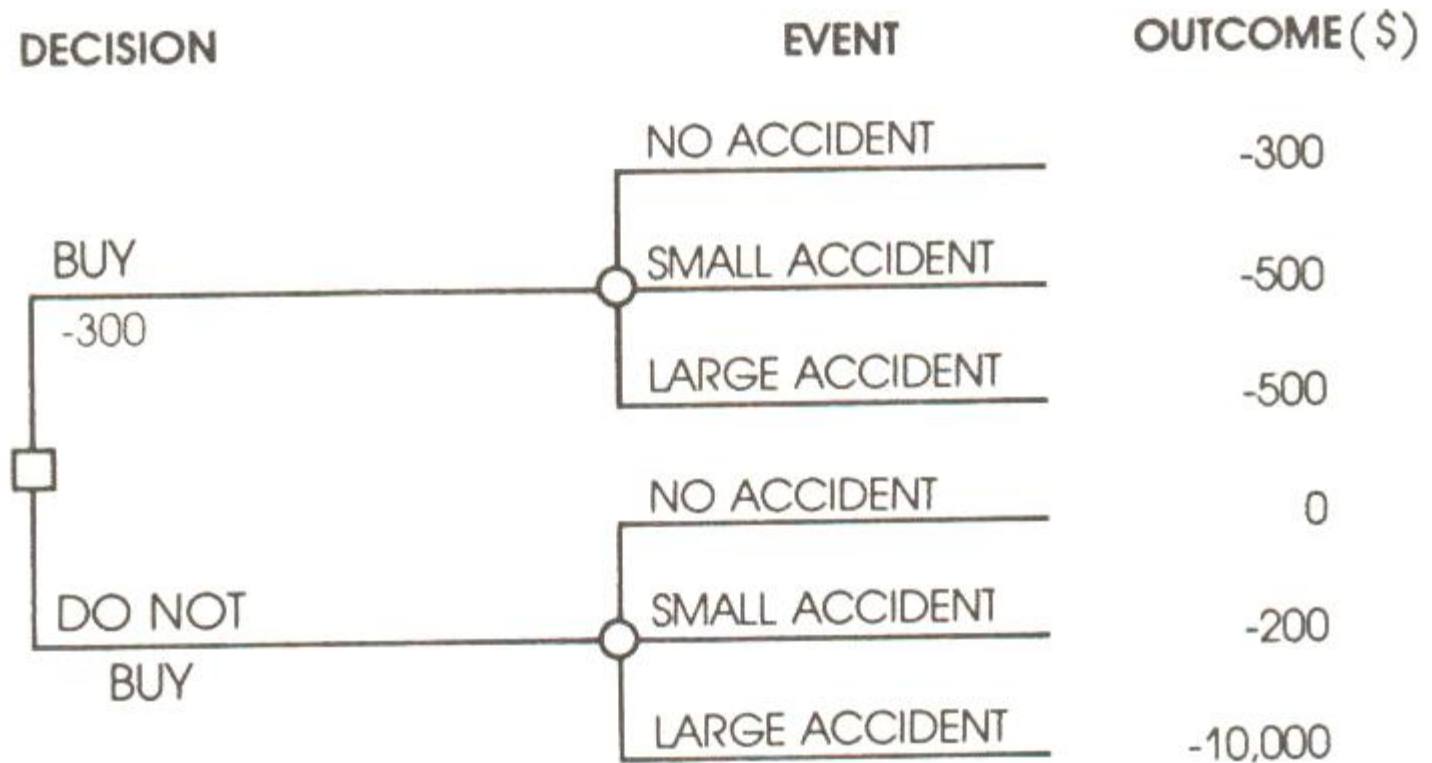 DECISION EVENT OUTCOME ($)
NO ACCIDENT -300
BUY
SMALL ACCIDENT -500
-300
LARGE ACCIDENT -500
NO ACCIDENT 0
DO NOT
SMALL ACCIDENT -200
BUY
LARGE ACCIDENT -10,000